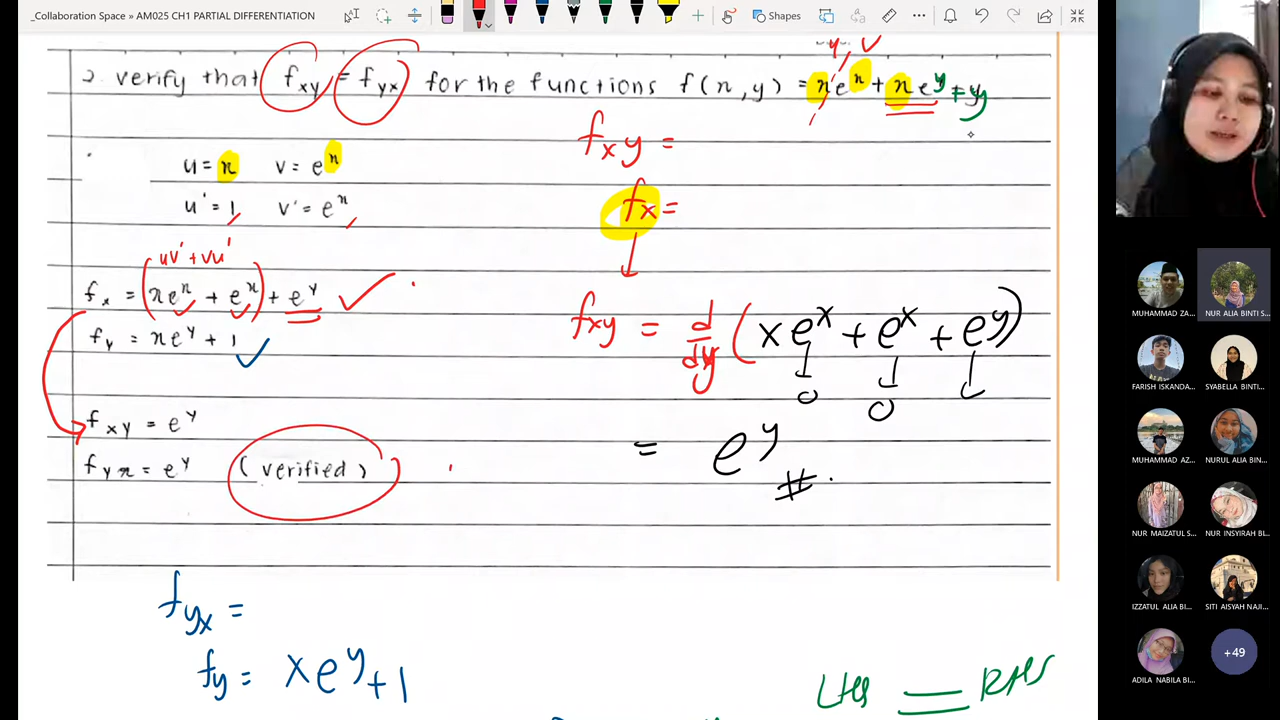 _Collaboration Space » AM025 CH1 PARTIAL DIFFERENTIATION
Shapes
2. verify that fxy = fyx for the functions f(x,y) = xe^x + xe^y + y
fxy =
u = x v = e^x
u' = 1 v' = e^x
fx =
uv' + vu'
fx = (xe^x + e^x) + e^y
fxy = d/dy (xe^x + e^x + e^y)
0 0
fy = xe^y + 1
fxy = e^y
= e^y #
fyx = e^y (verified)
fyx =
fy = xe^y + 1
LHS = RHS
MUHAMMAD ZA...
NUR ALIA BINTI S...
FARISH ISKANDA...
SYABELLA BINTI...
MUHAMMAD AZ...
NURUL ALIA BIN...
NUR MAIZATUL S...
NUR INSYIRAH BI...
IZZATUL ALIA BI...
SITI AISYAH NAJI...
ADILA NABILA BI...
+49